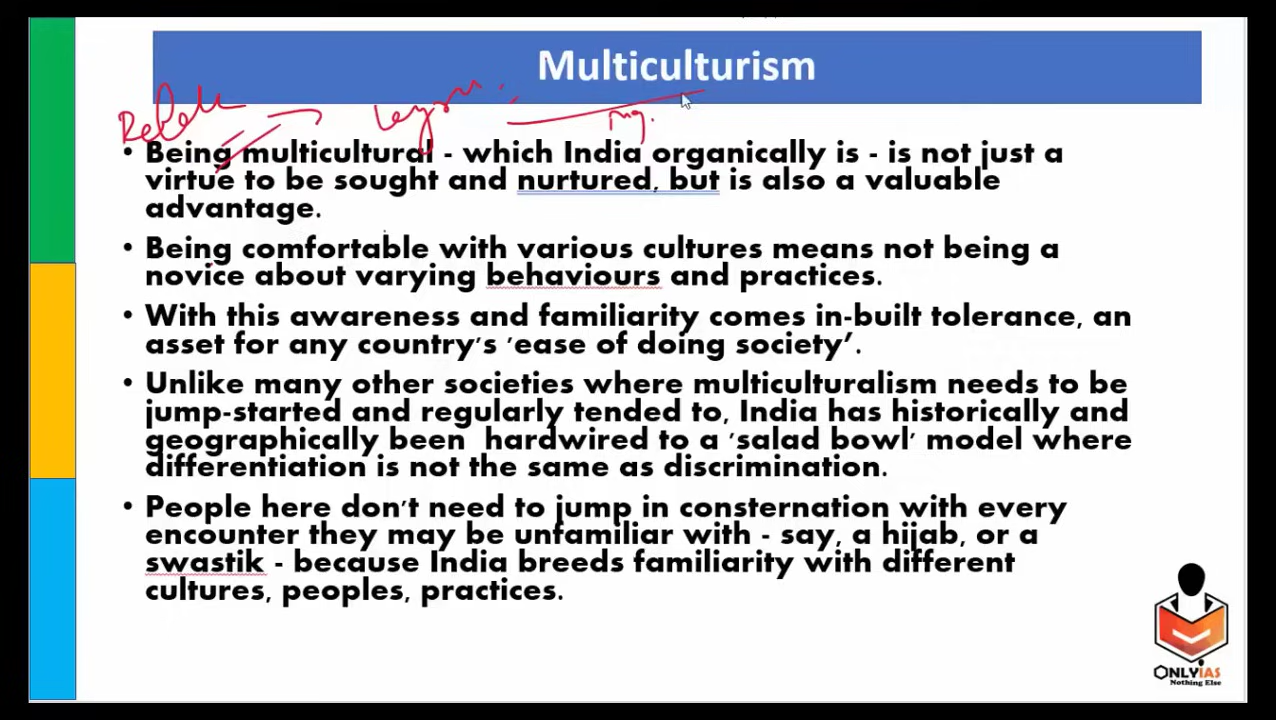 Multiculturism
• Being multicultural - which India organically is - is not just a
virtue to be sought and nurtured, but is also a valuable
advantage.
• Being comfortable with various cultures means not being a
novice about varying behaviours and practices.
• With this awareness and familiarity comes in-built tolerance, an
asset for any country's 'ease of doing society'.
• Unlike many other societies where multiculturalism needs to be
jump-started and regularly tended to, India has historically and
geographically been hardwired to a 'salad bowl' model where
differentiation is not the same as discrimination.
• People here don't need to jump in consternation with every
encounter they may be unfamiliar with - say, a hijab, or a
swastik - because India breeds familiarity with different
cultures, peoples, practices.
ONLYIAS
Nothing Else